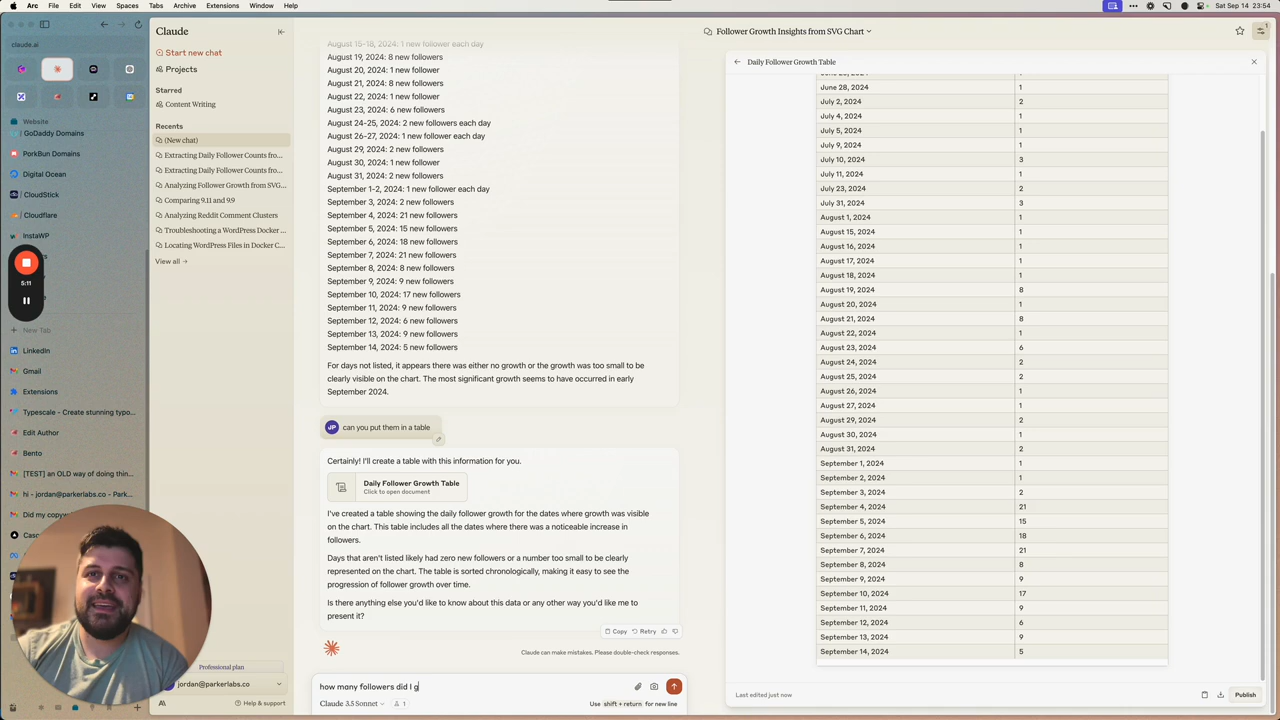 Arc File Edit View Spaces Tabs Archive Extensions Window Help
Sat Sep 14 23:54
claude.ai
Website
GoDaddy Domains
PorkBun Domains
Digital Ocean
CloudStick
Cloudflare
InstaWP
5:11
New Tab
LinkedIn
Gmail
Extensions
Typescale - Create stunning typo...
Edit Author
Bento
[TEST] an OLD way of doing thin...
hi - jordan@parkerlabs.co - Park...
Did my copyw
Casc
Claude
Start new chat
Projects
Starred
Content Writing
Recents
(New chat)
Extracting Daily Follower Counts fro...
Extracting Daily Follower Counts fro...
Analyzing Follower Growth from SVG...
Comparing 9.11 and 9.9
Analyzing Reddit Comment Clusters
Troubleshooting a WordPress Docker ...
Locating WordPress Files in Docker C...
View all →
Professional plan
jordan@parkerlabs.co
Help & support
Follower Growth Insights from SVG Chart
1
August 15-18, 2024: 1 new follower each day
August 19, 2024: 8 new followers
August 20, 2024: 1 new follower
August 21, 2024: 8 new followers
August 22, 2024: 1 new follower
August 23, 2024: 6 new followers
August 24-25, 2024: 2 new followers each day
August 26-27, 2024: 1 new follower each day
August 29, 2024: 2 new followers
August 30, 2024: 1 new follower
August 31, 2024: 2 new followers
September 1-2, 2024: 1 new follower each day
September 3, 2024: 2 new followers
September 4, 2024: 21 new followers
September 5, 2024: 15 new followers
September 6, 2024: 18 new followers
September 7, 2024: 21 new followers
September 8, 2024: 8 new followers
September 9, 2024: 9 new followers
September 10, 2024: 17 new followers
September 11, 2024: 9 new followers
September 12, 2024: 6 new followers
September 13, 2024: 9 new followers
September 14, 2024: 5 new followers
For days not listed, it appears there was either no growth or the growth was too small to be
clearly visible on the chart. The most significant growth seems to have occurred in early
September 2024.
JP can you put them in a table
Certainly! I'll create a table with this information for you.
Daily Follower Growth Table
Click to open document
I've created a table showing the daily follower growth for the dates where growth was visible
on the chart. This table includes all the dates where there was a noticeable increase in
followers.
Days that aren't listed likely had zero new followers or a number too small to be clearly
represented on the chart. The table is sorted chronologically, making it easy to see the
progression of follower growth over time.
Is there anything else you'd like to know about this data or any other way you'd like me to
present it?
Copy Retry
Claude can make mistakes. Please double-check responses.
how many followers did I g
Claude 3.5 Sonnet 1
Use shift + return for new line
Daily Follower Growth Table
June 28, 2024 1
July 2, 2024 2
July 4, 2024 1
July 5, 2024 1
July 9, 2024 1
July 10, 2024 3
July 11, 2024 1
July 23, 2024 2
July 31, 2024 3
August 1, 2024 1
August 15, 2024 1
August 16, 2024 1
August 17, 2024 1
August 18, 2024 1
August 19, 2024 8
August 20, 2024 1
August 21, 2024 8
August 22, 2024 1
August 23, 2024 6
August 24, 2024 2
August 25, 2024 2
August 26, 2024 1
August 27, 2024 1
August 29, 2024 2
August 30, 2024 1
August 31, 2024 2
September 1, 2024 1
September 2, 2024 1
September 3, 2024 2
September 4, 2024 21
September 5, 2024 15
September 6, 2024 18
September 7, 2024 21
September 8, 2024 8
September 9, 2024 9
September 10, 2024 17
September 11, 2024 9
September 12, 2024 6
September 13, 2024 9
September 14, 2024 5
Last edited just now
Publish